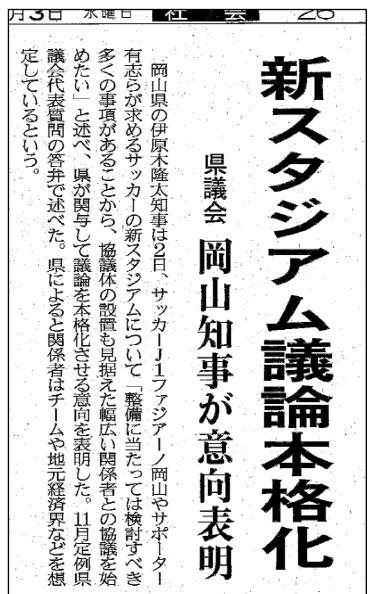 月3日 水曜日 社会 26
新スタジアム議論本格化
県議会 岡山知事が意向表明
岡山県の伊原木隆太知事は2日、サッカーJ1ファジアーノ岡山やサポーター
有志らが求めるサッカーの新スタジアムについて「整備に当たっては検討すべき
多くの事項があることから、協議体の設置も見据えた幅広い関係者との協議を始
めたい」と述べ、県が関与して議論を本格化させる意向を表明した。11月定例県
議会代表質問の答弁で述べた。県によると関係者はチームや地元経済界などを想
定しているという。